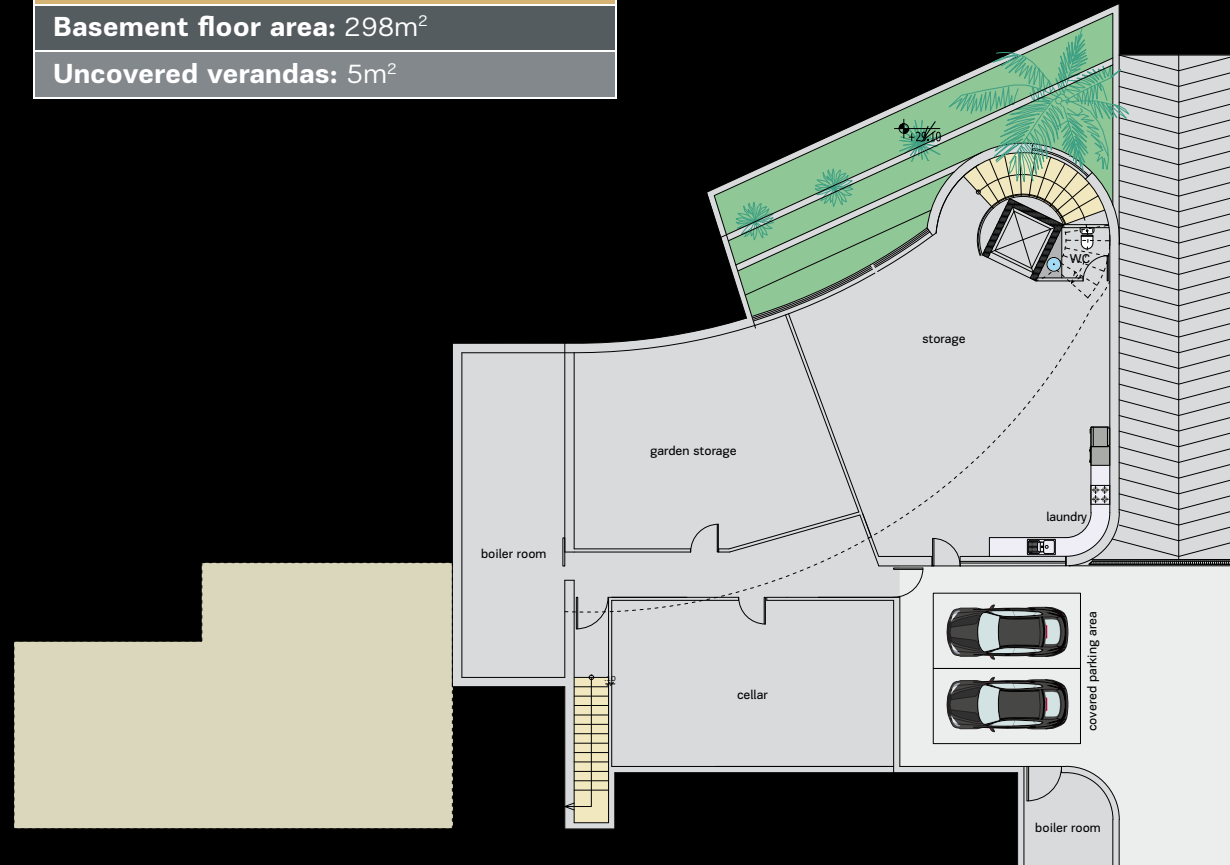 Basement floor area: 298m²
Uncovered verandas: 5m²
WC
storage
garden storage
laundry
boiler room
covered parking area
cellar
boiler room